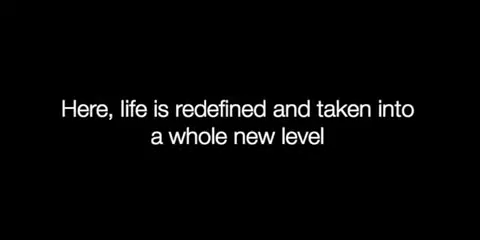 Here, life is redefined and taken into
a whole new level